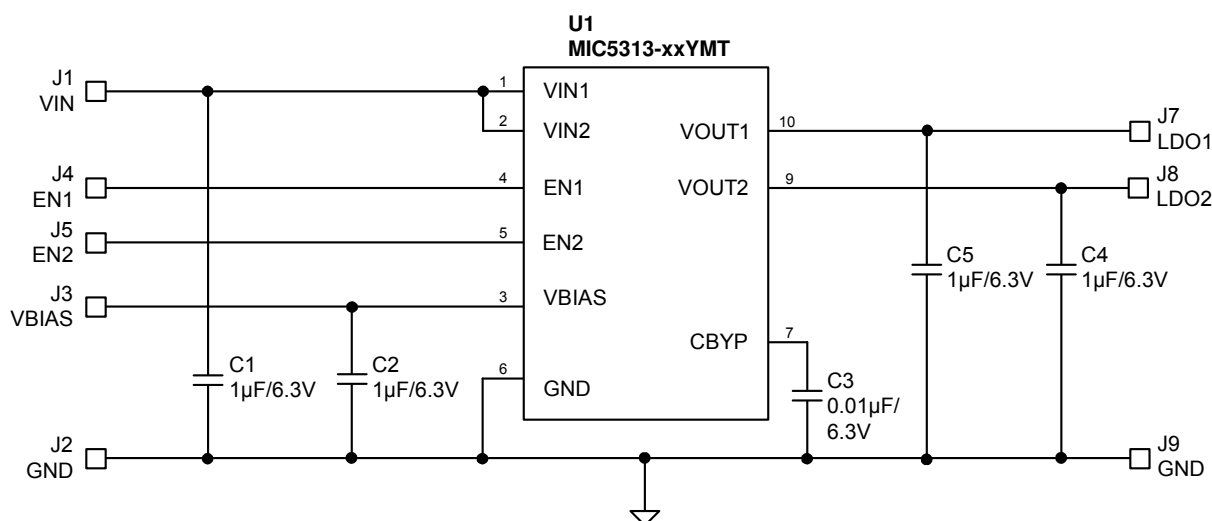 U1
MIC5313-xxYMT
J1
VIN
1
VIN1
2
VIN2
VOUT1
10
J7
LDO1
J4
EN1
4
EN1
VOUT2
9
J8
LDO2
J5
EN2
5
EN2
J3
VBIAS
3
VBIAS
C5
1µF/6.3V
C4
1µF/6.3V
CBYP
7
C1
1µF/6.3V
C2
1µF/6.3V
6
GND
C3
0.01µF/
6.3V
J2
GND
J9
GND